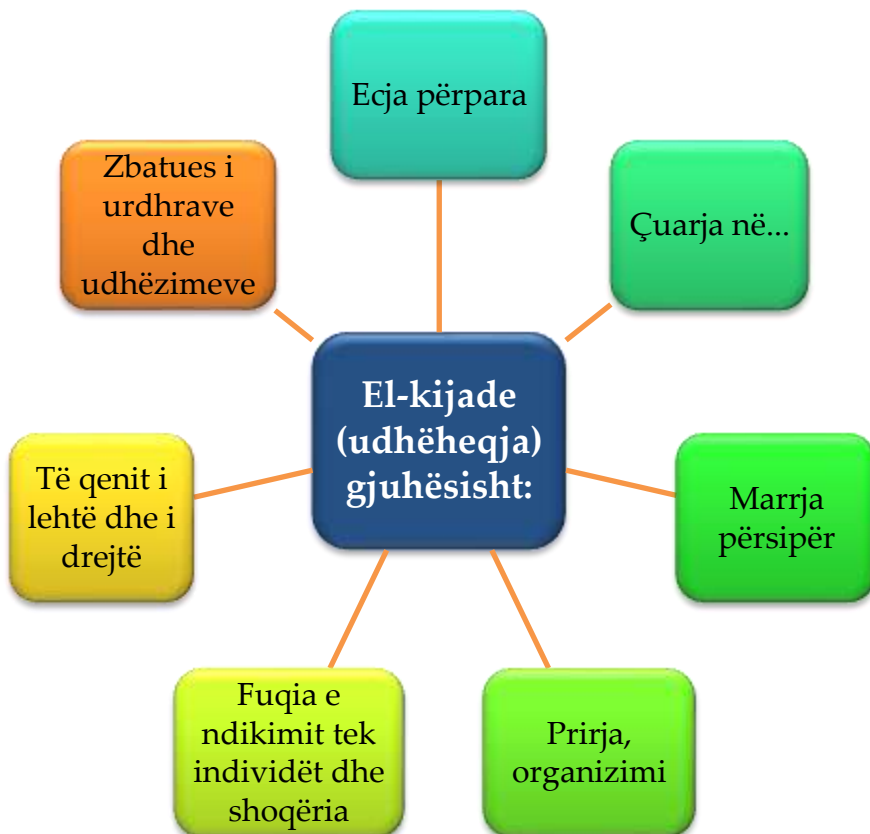 Ecja përpara
Zbatues i
urdhrave
dhe
udhëzimeve
Çuarja në...
El-kijade
(udhëheqja)
gjuhësisht:
Të qenit i
lehtë dhe i
drejtë
Marrja
përsipër
Fuqia e
ndikimit tek
individët dhe
shoqëria
Prirja,
organizimi